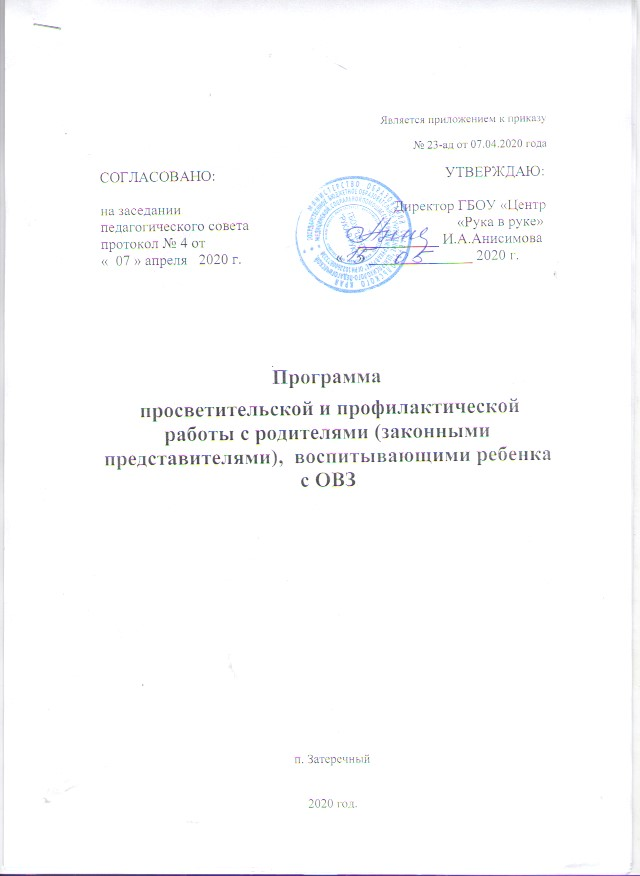 Является приложением к приказу
№ 23-ад от 07.04.2020 года
СОГЛАСОВАНО:
на заседании
педагогического совета
протокол № 4 от
« 07 » апреля 2020 г.
УТВЕРЖДАЮ:
Директор ГБОУ «Центр
«Рука в руке»
И.А.Анисимова
«15 05 2020 г.
Программа
просветительской и профилактической
работы с родителями (законными
представителями), воспитывающими ребенка
с ОВЗ
п. Затеречный
2020 год.